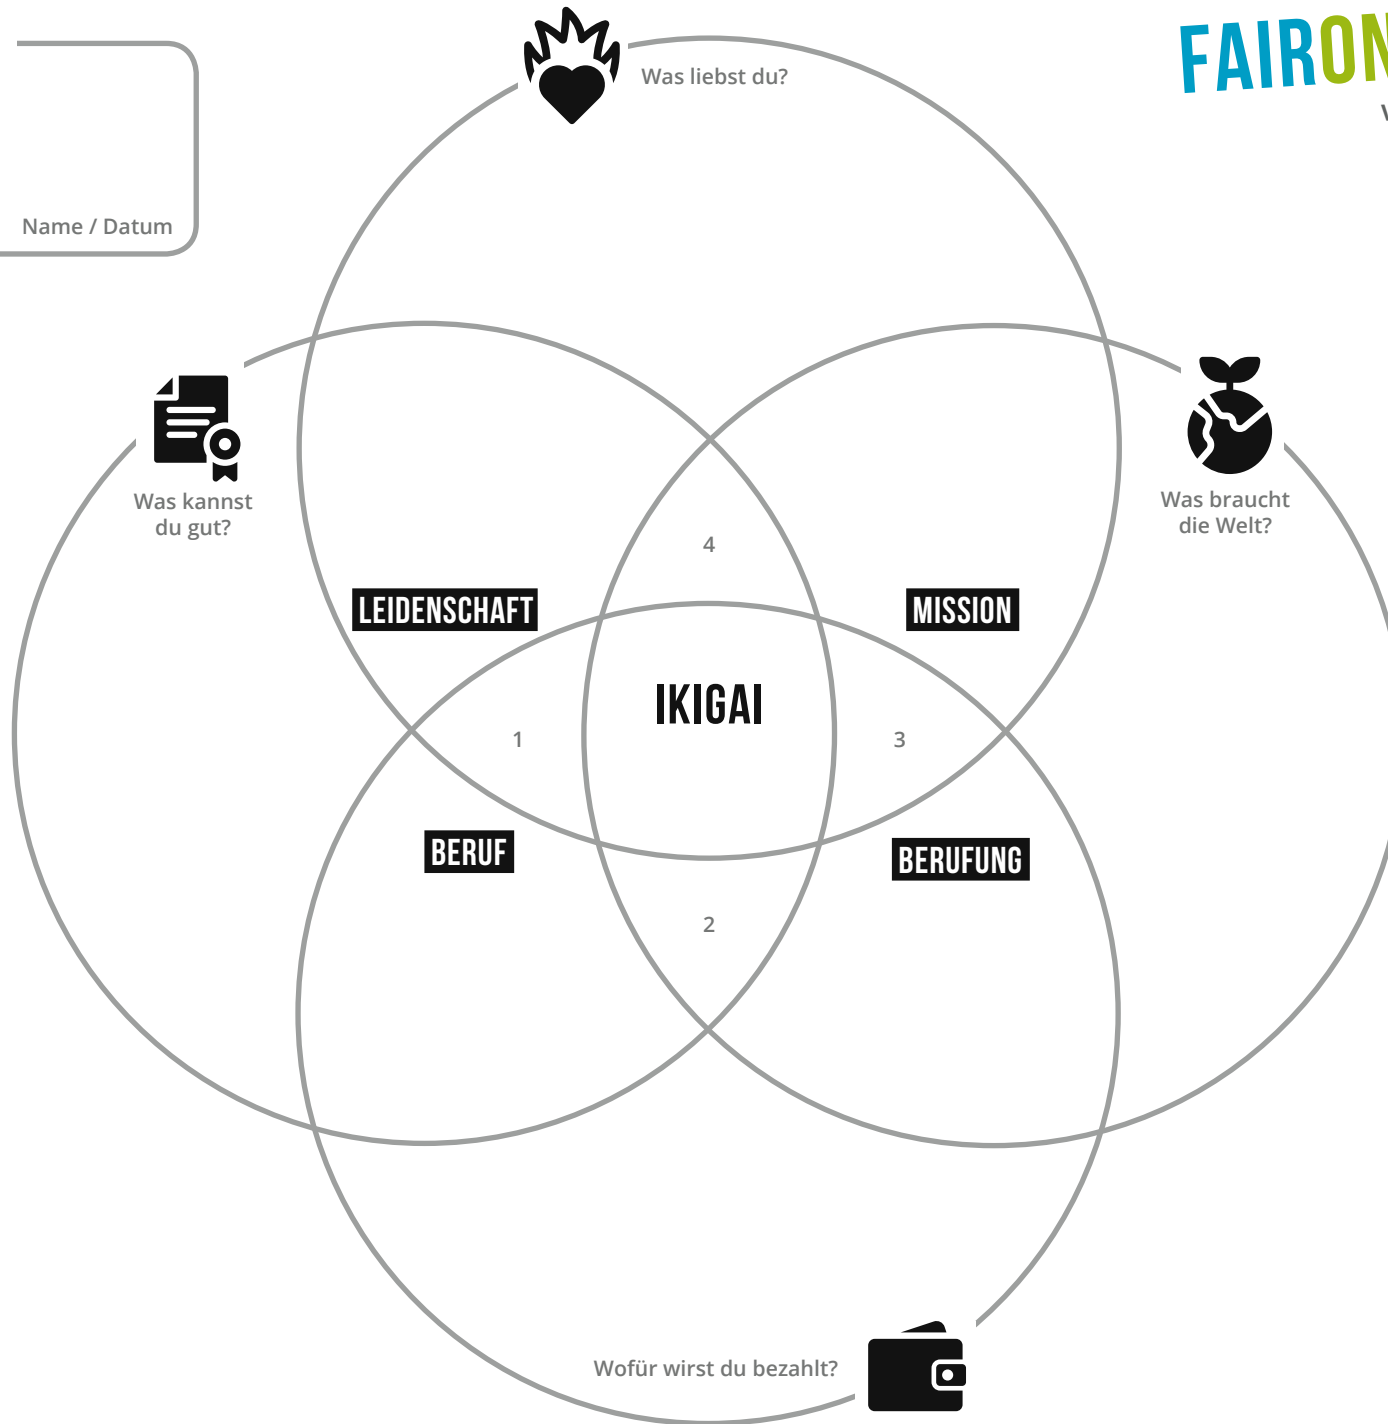 Was liebst du?
Name / Datum
Was kannst
du gut?
Was braucht
die Welt?
4
LEIDENSCHAFT
MISSION
IKIGAI
1
3
BERUF
BERUFUNG
2
Wofür wirst du bezahlt?